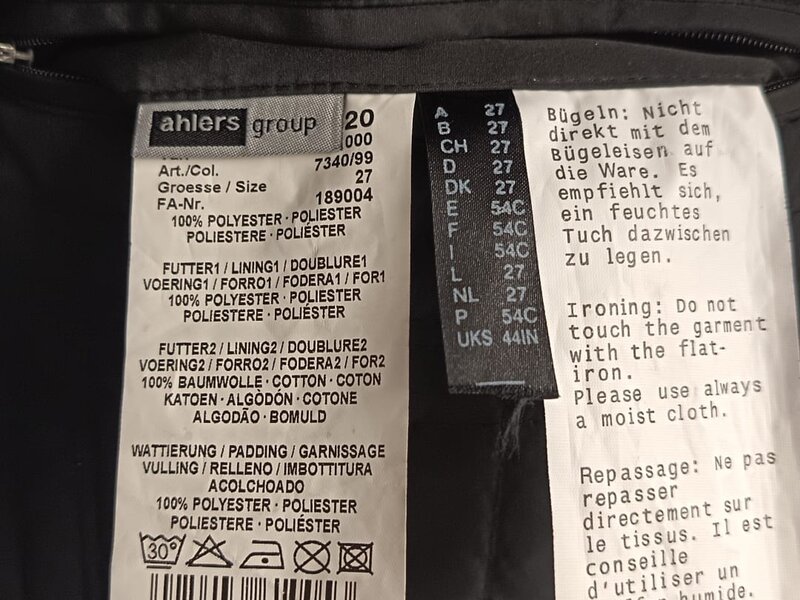 ahlers group
20
000
Art./Col. 7340/99
Groesse / Size 27
FA-Nr. 189004
100% POLYESTER · POLIESTER
POLIESTERE · POLIÉSTER
FUTTER1 / LINING1 / DOUBLURE1
VOERING1 / FORRO1 / FODERA1 / FOR1
100% POLYESTER · POLIESTER
POLIESTERE · POLIÉSTER
FUTTER2 / LINING2 / DOUBLURE2
VOERING2 / FORRO2 / FODERA2 / FOR2
100% BAUMWOLLE · COTTON · COTON
KATOEN · ALGÒDÓN · COTONE
ALGODÃO · BOMULD
WATTIERUNG / PADDING / GARNISSAGE
VULLING / RELLENO / IMBOTTITURA
ACOLCHOADO
100% POLYESTER · POLIESTER
POLIESTERE · POLIÉSTER
30°
A 27
B 27
CH 27
D 27
DK 27
E 54C
F 54C
I 54C
L 27
NL 27
P 54C
UKS 44IN
Bügeln: Nicht
direkt mit dem
Bügeleisen auf
die Ware. Es
empfiehlt sich,
ein feuchtes
Tuch dazwischen
zu legen.
Ironing: Do not
touch the garment
with the flat-
iron.
Please use always
a moist cloth.
Repassage: Ne pas
repasser
directement sur
le tissus. Il est
conseille
d'utiliser un
humide.